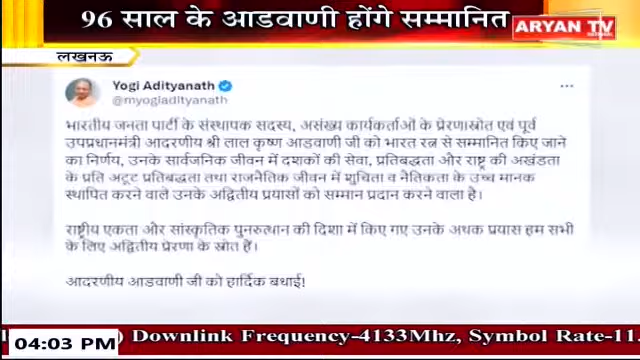 96 साल के आडवाणी होंगे सम्मानित
ARYAN TV
लखनऊ
Yogi Adityanath
@myogiadityanath
भारतीय जनता पार्टी के संस्थापक सदस्य, असंख्य कार्यकर्ताओं के प्रेरणास्रोत एवं पूर्व
उपप्रधानमंत्री आदरणीय श्री लाल कृष्ण आडवाणी जी को भारत रत्न से सम्मानित किए जाने
का निर्णय, उनके सार्वजनिक जीवन में दशकों की सेवा, प्रतिबद्धता और राष्ट्र की अखंडता
के प्रति अटूट प्रतिबद्धता तथा राजनैतिक जीवन में शुचिता व नैतिकता के उच्च मानक
स्थापित करने वाले उनके अद्वितीय प्रयासों को सम्मान प्रदान करने वाला है।
राष्ट्रीय एकता और सांस्कृतिक पुनरुत्थान की दिशा में किए गए उनके अथक प्रयास हम सभी
के लिए अद्वितीय प्रेरणा के स्रोत हैं।
आदरणीय आडवाणी जी को हार्दिक बधाई!
04:03 PM
) Downlink Frequency-4133Mhz, Symbol Rate-11